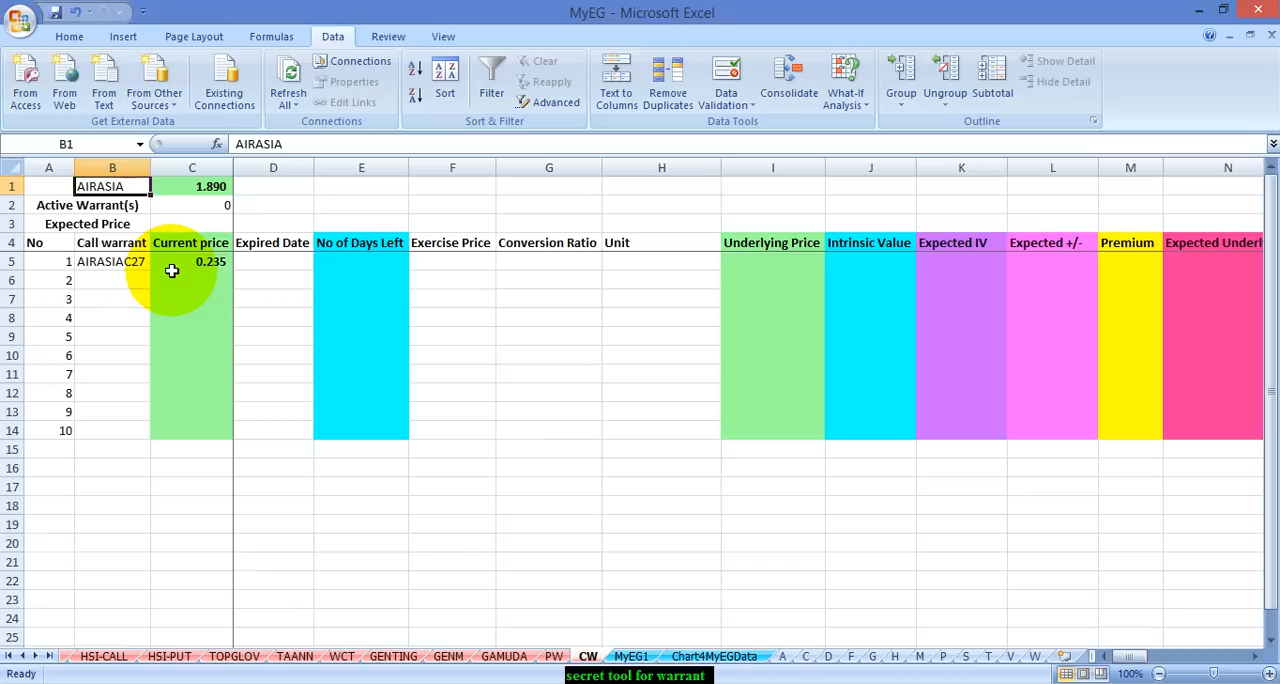 MyEG - Microsoft Excel
Home Insert Page Layout Formulas Data Review View
From Access From Web From Text From Other Sources Existing Connections
Get External Data
Refresh All Connections Properties Edit Links
Connections
Sort Filter Clear Reapply Advanced
Sort & Filter
Text to Columns Remove Duplicates Data Validation Consolidate What-If Analysis
Data Tools
Group Ungroup Subtotal Show Detail Hide Detail
Outline
B1 fx AIRASIA
A B C D E F G H I J K L M N
1 AIRASIA 1.890
2 Active Warrant(s) 0
3 Expected Price
4 No Call warrant Current price Expired Date No of Days Left Exercise Price Conversion Ratio Unit Underlying Price Intrinsic Value Expected IV Expected +/- Premium Expected Underl
5 1 AIRASIAC27 0.235
6 2
7 3
8 4
9 5
10 6
11 7
12 8
13 9
14 10
15
16
17
18
19
20
21
22
23
24
25
HSI-CALL HSI-PUT TOPGLOV TAANN WCT GENTING GENM GAMUDA PW CW MyEG1 Chart4MyEGData A C D F G H M P S T V W
Ready secret tool for warrant 100%